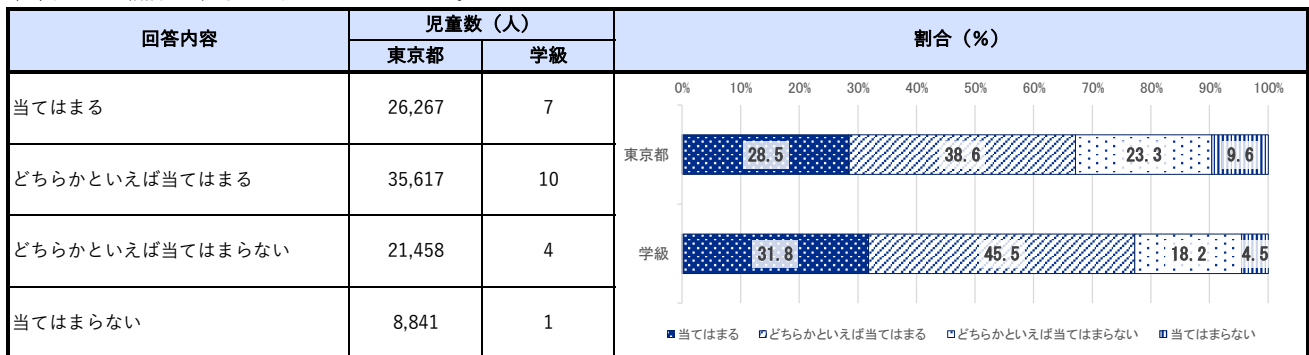 回答内容 児童数（人） 割合（％）
東京都 学級
当てはまる 26,267 7
どちらかといえば当てはまる 35,617 10
どちらかといえば当てはまらない 21,458 4
当てはまらない 8,841 1
0% 10% 20% 30% 40% 50% 60% 70% 80% 90% 100%
東京都 28.5 38.6 23.3 9.6
学級 31.8 45.5 18.2 4.5
当てはまる どちらかといえば当てはまる どちらかといえば当てはまらない 当てはまらない